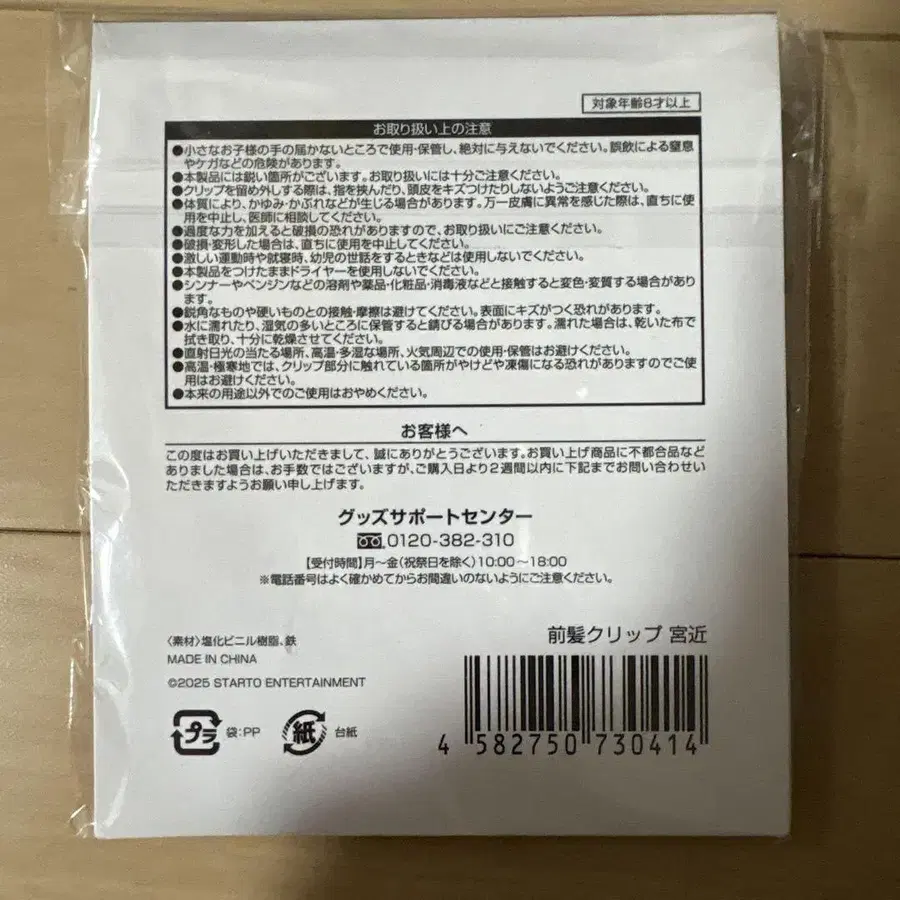 対象年齢8才以上
お取り扱い上の注意
●小さなお子様の手の届かないところで使用・保管し、絶対に与えないでください。誤飲による窒息
やケガなどの危険があります。
●本製品には鋭い箇所がございます。お取り扱いには十分ご注意ください。
●クリップを留め外しする際は、指を挟んだり、頭皮をキズつけたりしないようご注意ください。
●体質により、かゆみ・かぶれなどが生じる場合があります。万一皮膚に異常を感じた際は、直ちに使
用を中止し、医師に相談してください。
●過度な力を加えると破損の恐れがありますので、お取り扱いにご注意ください。
●破損・変形した場合は、直ちに使用を中止してください。
●激しい運動時や就寝時、幼児の世話をするときなどは使用しないでください。
●本製品をつけたままドライヤーを使用しないでください。
●シンナーやベンジンなどの溶剤や薬品・化粧品・消毒液などと接触すると変色・変質する場合があり
ます。
●鋭角なものや硬いものとの接触・摩擦は避けてください。表面にキズがつく恐れがあります。
●水に濡れたり、湿気の多いところに保管すると錆びる場合があります。濡れた場合は、乾いた布で
拭き取り、十分に乾燥させてください。
●直射日光の当たる場所、高温・多湿な場所、火気周辺での使用・保管はお避けください。
●高温・極寒地では、クリップ部分に触れている箇所がやけどや凍傷になる恐れがありますのでご使
用はお避けください。
●本来の用途以外でのご使用はおやめください。
お客様へ
この度はお買い上げいただきまして、誠にありがとうございます。お買い上げ商品に不都合品など
ありました場合は、お手数ではございますが、ご購入日より2週間以内に下記までお問い合わせい
ただきますようお願い申し上げます。
グッズサポートセンター
0120-382-310
【受付時間】月〜金(祝祭日を除く)10:00〜18:00
※電話番号はよく確かめてからお間違いのないようにご注意ください。
〈素材〉塩化ビニル樹脂、鉄
MADE IN CHINA
©2025 STARTO ENTERTAINMENT
プラ 袋:PP 紙 台紙
前髪クリップ 宮近
4 582750 730414